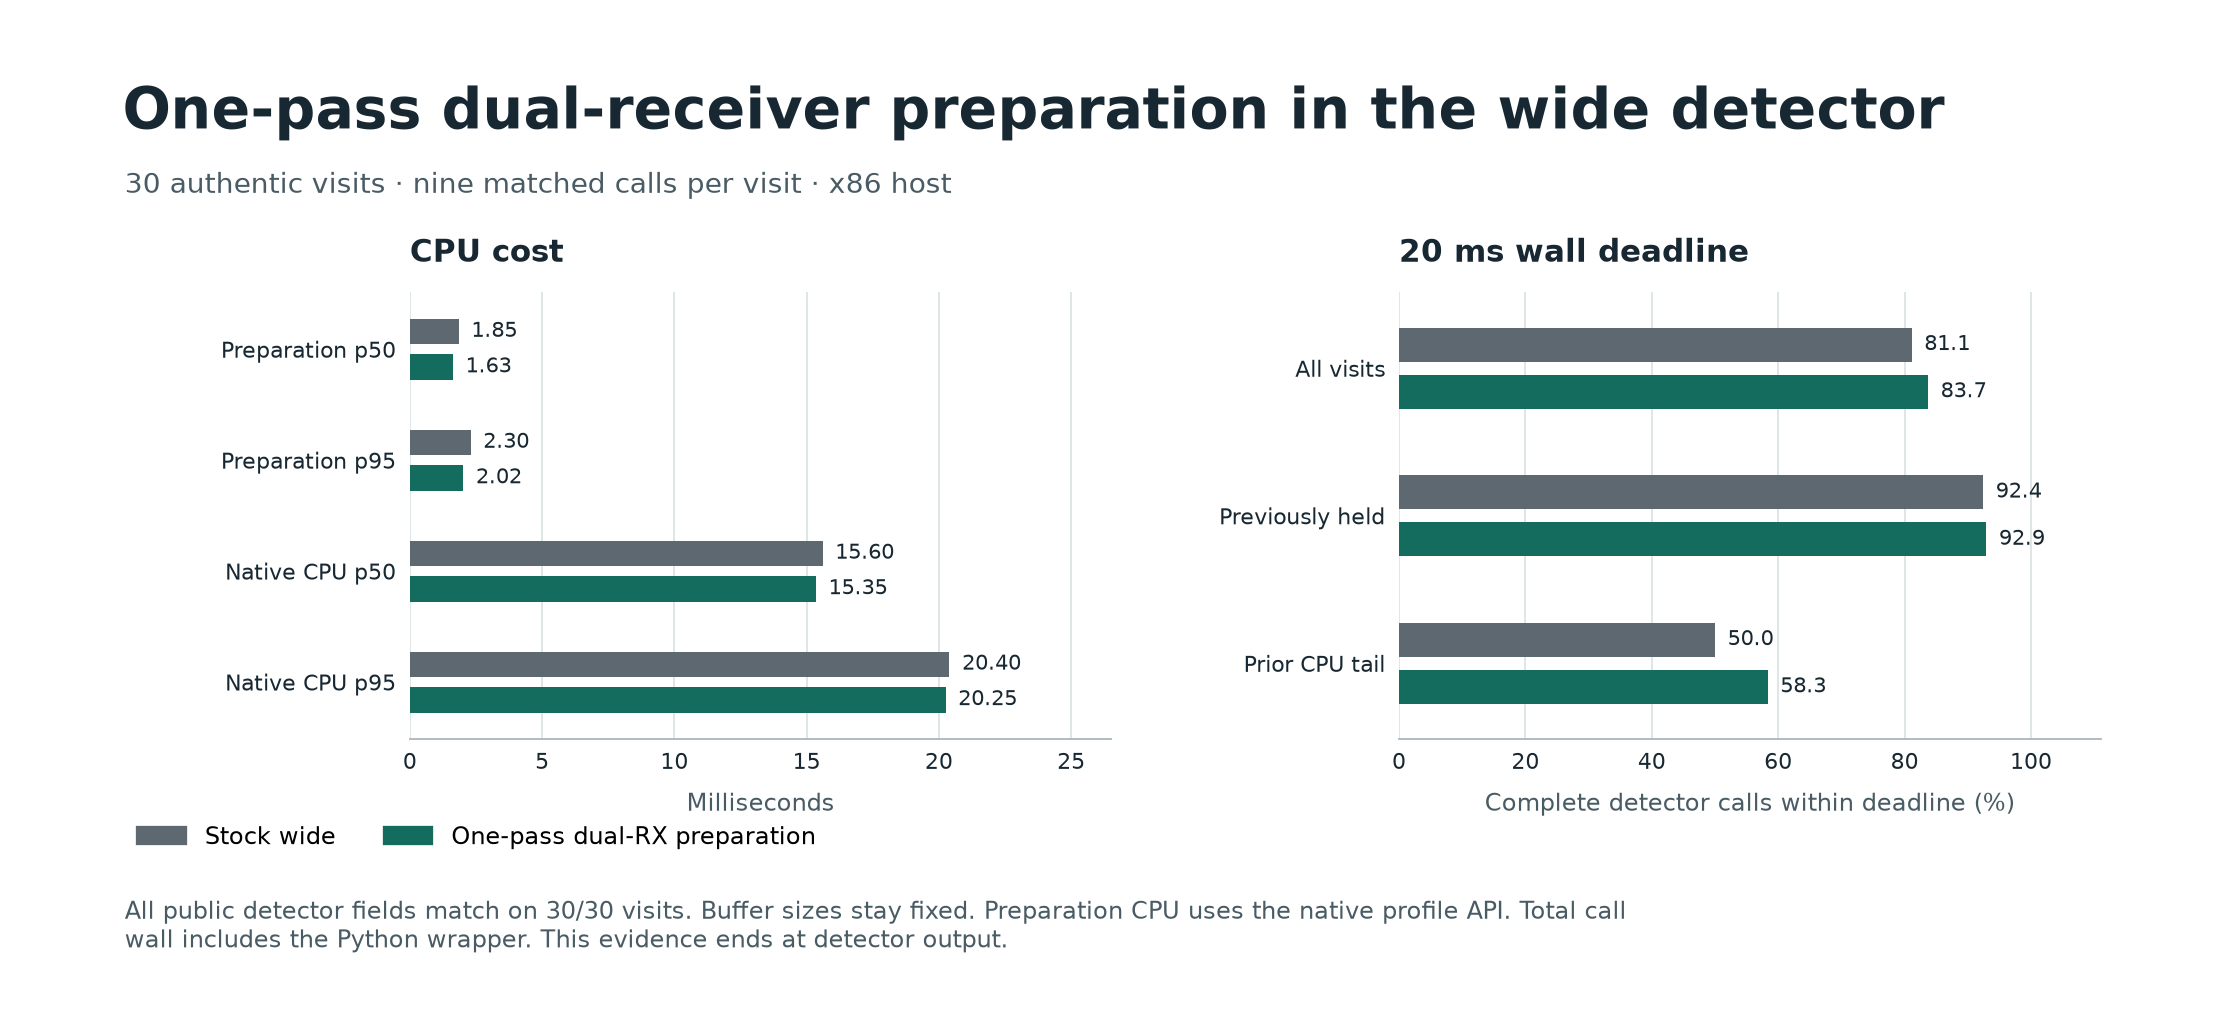 One-pass dual-receiver preparation in the wide detector
30 authentic visits · nine matched calls per visit · x86 host
CPU cost
Preparation p50
1.85
1.63
Preparation p95
2.30
2.02
Native CPU p50
15.60
15.35
Native CPU p95
20.40
20.25
0 5 10 15 20 25
Milliseconds
20 ms wall deadline
All visits
81.1
83.7
Previously held
92.4
92.9
Prior CPU tail
50.0
58.3
0 20 40 60 80 100
Complete detector calls within deadline (%)
Stock wide
One-pass dual-RX preparation
All public detector fields match on 30/30 visits. Buffer sizes stay fixed. Preparation CPU uses the native profile API. Total call
wall includes the Python wrapper. This evidence ends at detector output.